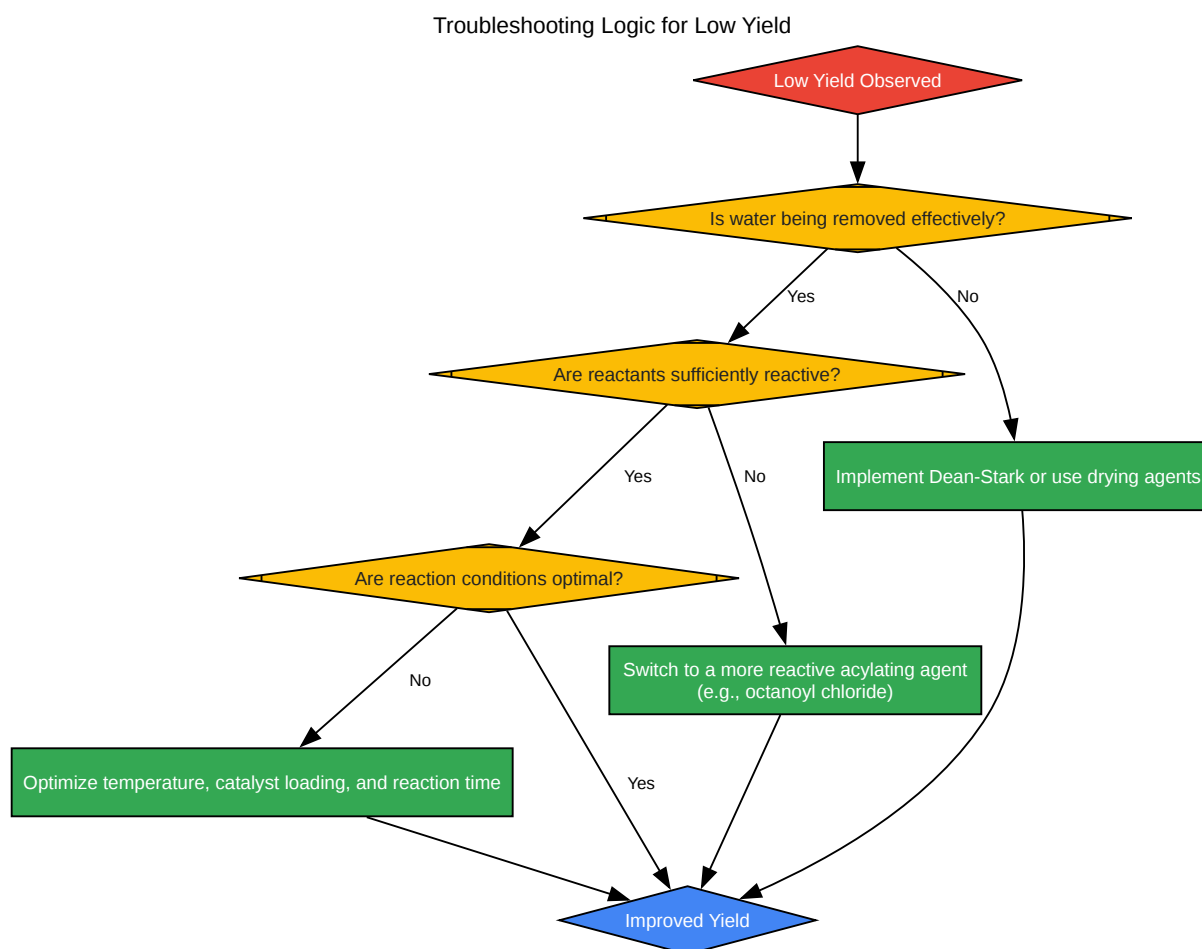 Troubleshooting Logic for Low Yield
Low Yield Observed
Is water being removed effectively?
Yes
No
Are reactants sufficiently reactive?
Implement Dean-Stark or use drying agents
Yes
No
Are reaction conditions optimal?
Switch to a more reactive acylating agent
(e.g., octanoyl chloride)
No
Optimize temperature, catalyst loading, and reaction time
Yes
Improved Yield